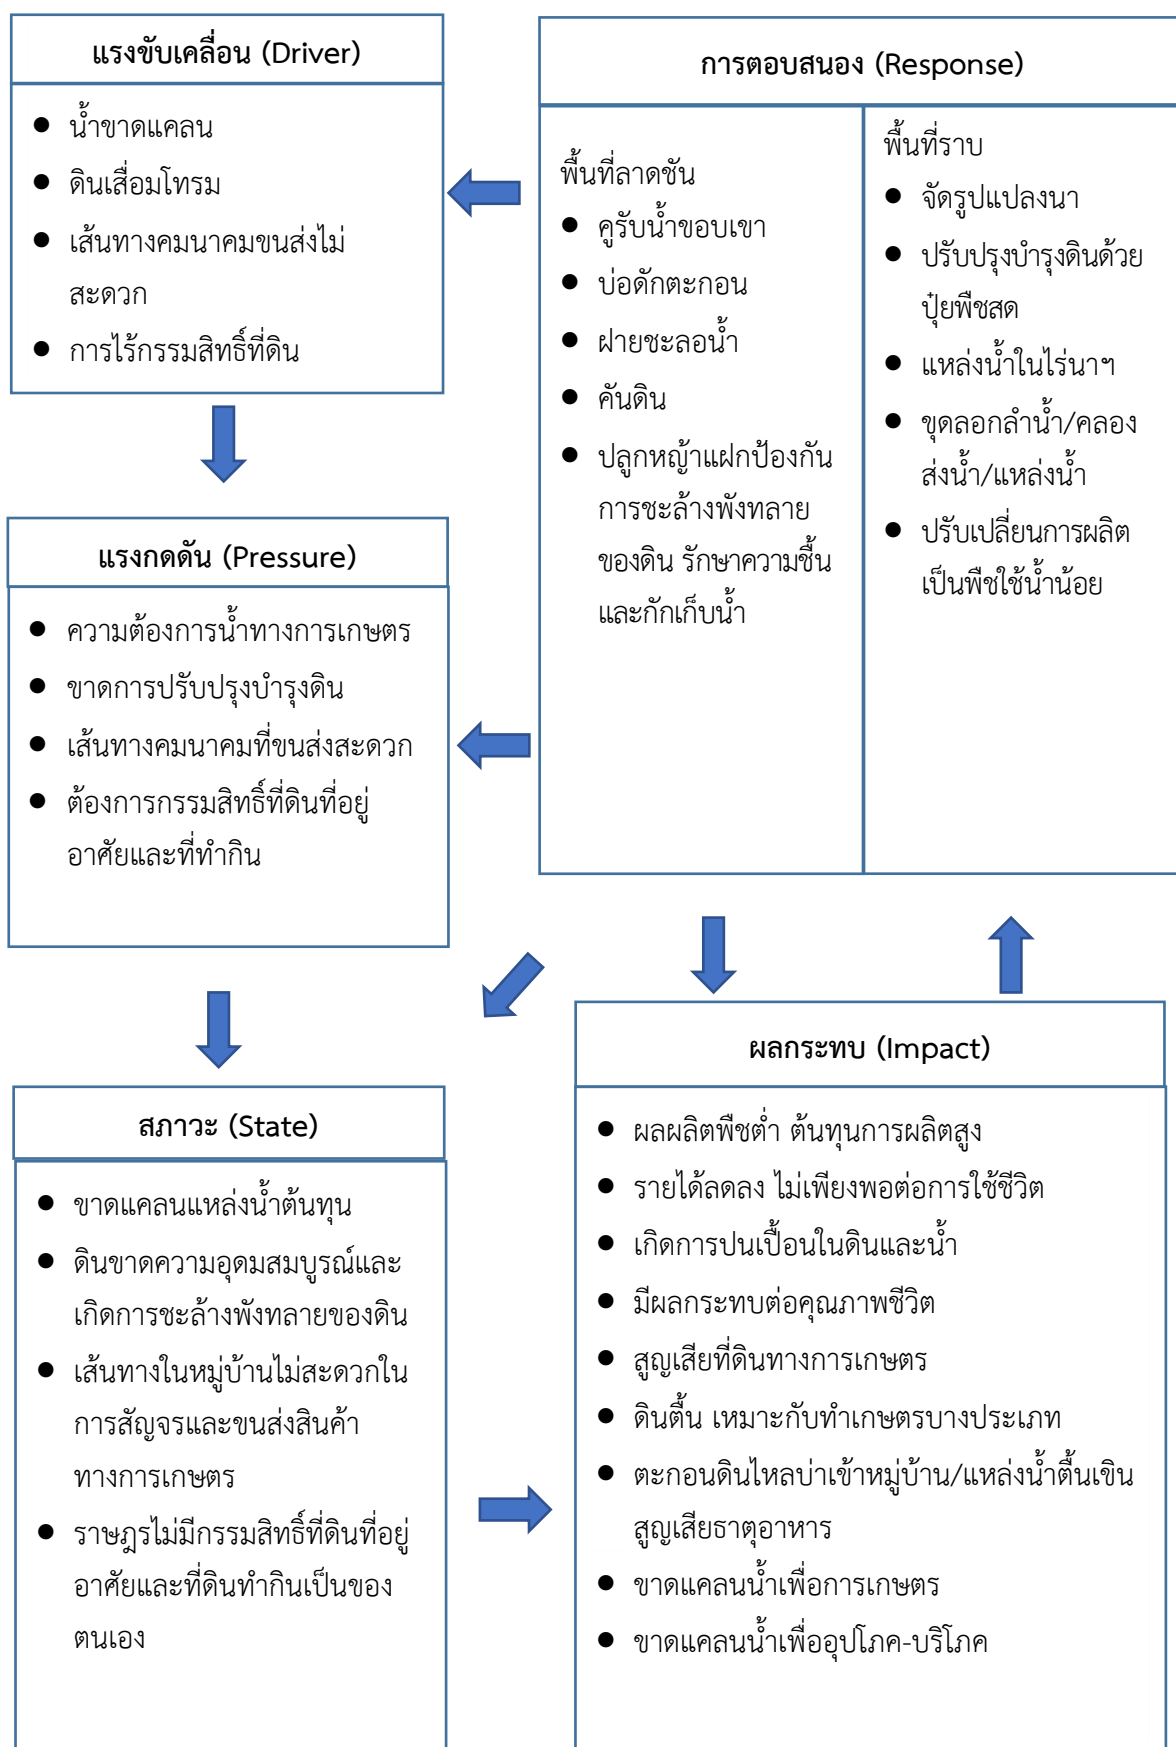 แรงขับเคลื่อน (Driver)
● น้ำขาดแคลน
● ดินเสื่อมโทรม
● เส้นทางคมนาคมขนส่งไม่
สะดวก
● การไร้กรรมสิทธิ์ที่ดิน
การตอบสนอง (Response)
พื้นที่ลาดชัน
● คูรับน้ำขอบเขา
● บ่อดักตะกอน
● ฝายชะลอน้ำ
● คันดิน
● ปลูกหญ้าแฝกป้องกัน
การชะล้างพังทลาย
ของดิน รักษาความชื้น
และกักเก็บน้ำ
พื้นที่ราบ
● จัดรูปแปลงนา
● ปรับปรุงบำรุงดินด้วย
ปุ๋ยพืชสด
● แหล่งน้ำในไร่นาฯ
● ขุดลอกลำน้ำ/คลอง
ส่งน้ำ/แหล่งน้ำ
● ปรับเปลี่ยนการผลิต
เป็นพืชใช้น้ำน้อย
แรงกดดัน (Pressure)
● ความต้องการน้ำทางการเกษตร
● ขาดการปรับปรุงบำรุงดิน
● เส้นทางคมนาคมที่ขนส่งสะดวก
● ต้องการกรรมสิทธิ์ที่ดินที่อยู่
อาศัยและที่ทำกิน
สภาวะ (State)
● ขาดแคลนแหล่งน้ำต้นทุน
● ดินขาดความอุดมสมบูรณ์และ
เกิดการชะล้างพังทลายของดิน
● เส้นทางในหมู่บ้านไม่สะดวกใน
การสัญจรและขนส่งสินค้า
ทางการเกษตร
● ราษฎรไม่มีกรรมสิทธิ์ที่ดินที่อยู่
อาศัยและที่ดินทำกินเป็นของ
ตนเอง
ผลกระทบ (Impact)
● ผลผลิตพืชต่ำ ต้นทุนการผลิตสูง
● รายได้ลดลง ไม่เพียงพอต่อการใช้ชีวิต
● เกิดการปนเปื้อนในดินและน้ำ
● มีผลกระทบต่อคุณภาพชีวิต
● สูญเสียที่ดินทางการเกษตร
● ดินตื้น เหมาะกับทำเกษตรบางประเภท
● ตะกอนดินไหลบ่าเข้าหมู่บ้าน/แหล่งน้ำตื้นเขิน
สูญเสียธาตุอาหาร
● ขาดแคลนน้ำเพื่อการเกษตร
● ขาดแคลนน้ำเพื่ออุปโภค-บริโภค